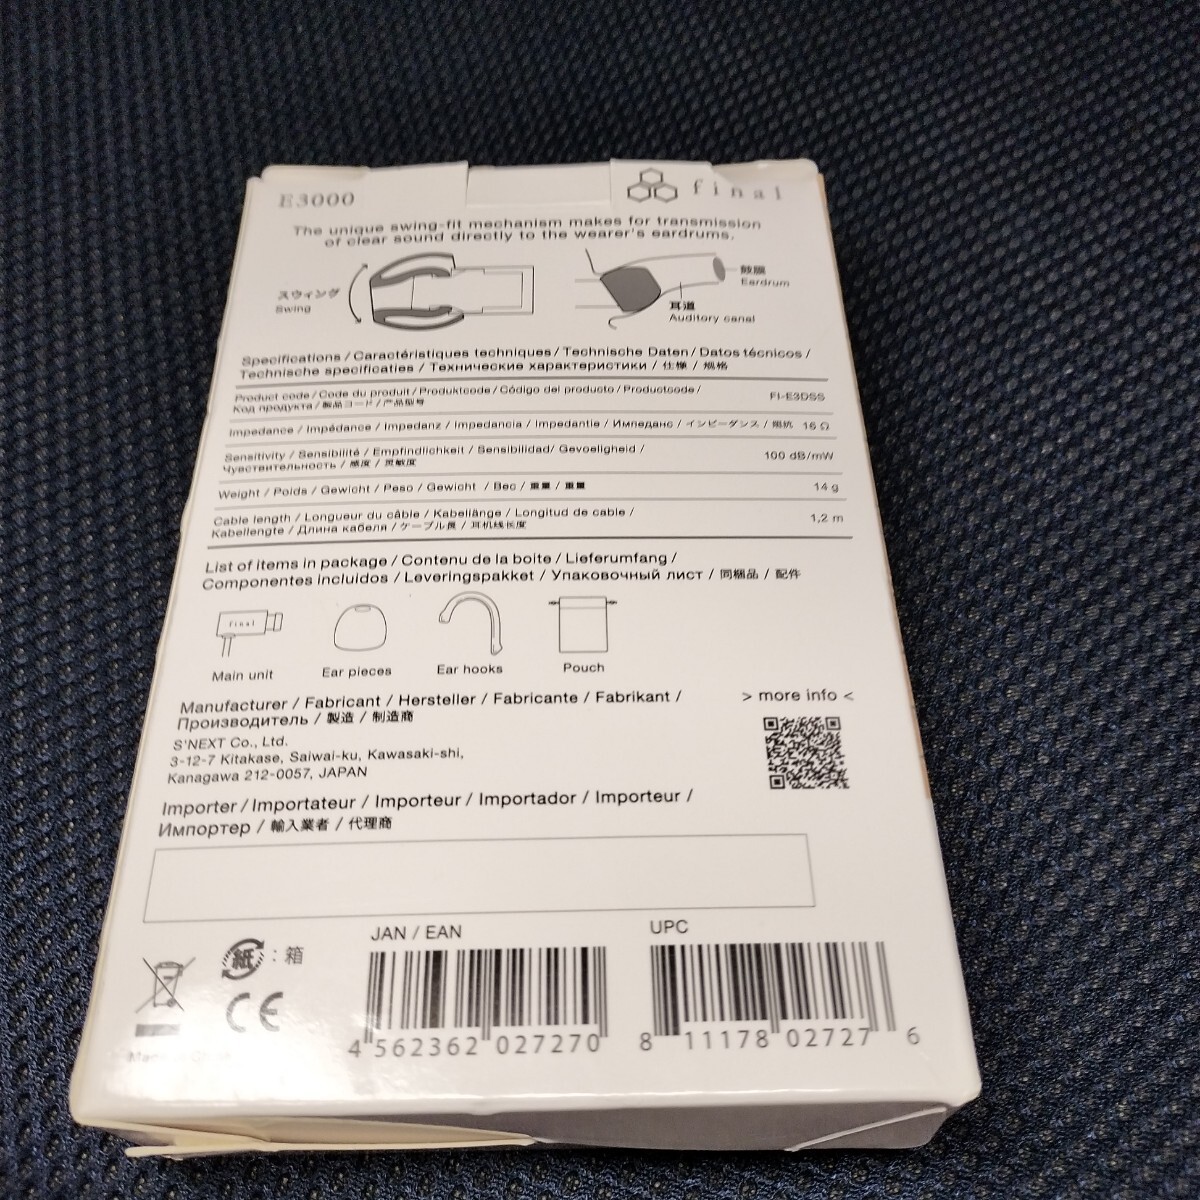 E3000
final
The unique swing-fit mechanism makes for transmission
of clear sound directly to the wearer's eardrums.
スウィング
Swing
鼓膜
Eardrum
耳道
Auditory canal
Specifications / Caractéristiques techniques / Technische Daten / Datos técnicos /
Technische specificaties / Технические характеристики / 仕様 / 规格
Product code / Code du produit / Produktcode / Código del producto / Productcode /
Код продукта / 製品コード / 产品型号
FI-E3DSS
Impedance / Impédance / Impedanz / Impedancia / Impedantie / Импеданс / インピーダンス / 阻抗 16 Ω
Sensitivity / Sensibilité / Empfindlichkeit / Sensibilidad / Gevoeligheid /
Чувствительность / 感度 / 灵敏度
100 dB/mW
Weight / Poids / Gewicht / Peso / Gewicht / Вес / 重量 / 重量
14 g
Cable length / Longueur du câble / Kabellänge / Longitud de cable /
Kabellengte / Длина кабеля / ケーブル長 / 耳机线长度
1,2 m
List of items in package / Contenu de la boite / Lieferumfang /
Componentes incluidos / Leveringspakket / Упаковочный лист / 同梱品 / 配件
final
Main unit
Ear pieces
Ear hooks
Pouch
Manufacturer / Fabricant / Hersteller / Fabricante / Fabrikant /
Производитель / 製造 / 制造商
S'NEXT Co., Ltd.
3-12-7 Kitakase, Saiwai-ku, Kawasaki-shi,
Kanagawa 212-0057, JAPAN
> more info <
Importer / Importateur / Importeur / Importador / Importeur /
Импортер / 輸入業者 / 代理商
紙 : 箱
CE
JAN / EAN
4 562362 027270
UPC
8 11178 02727 6